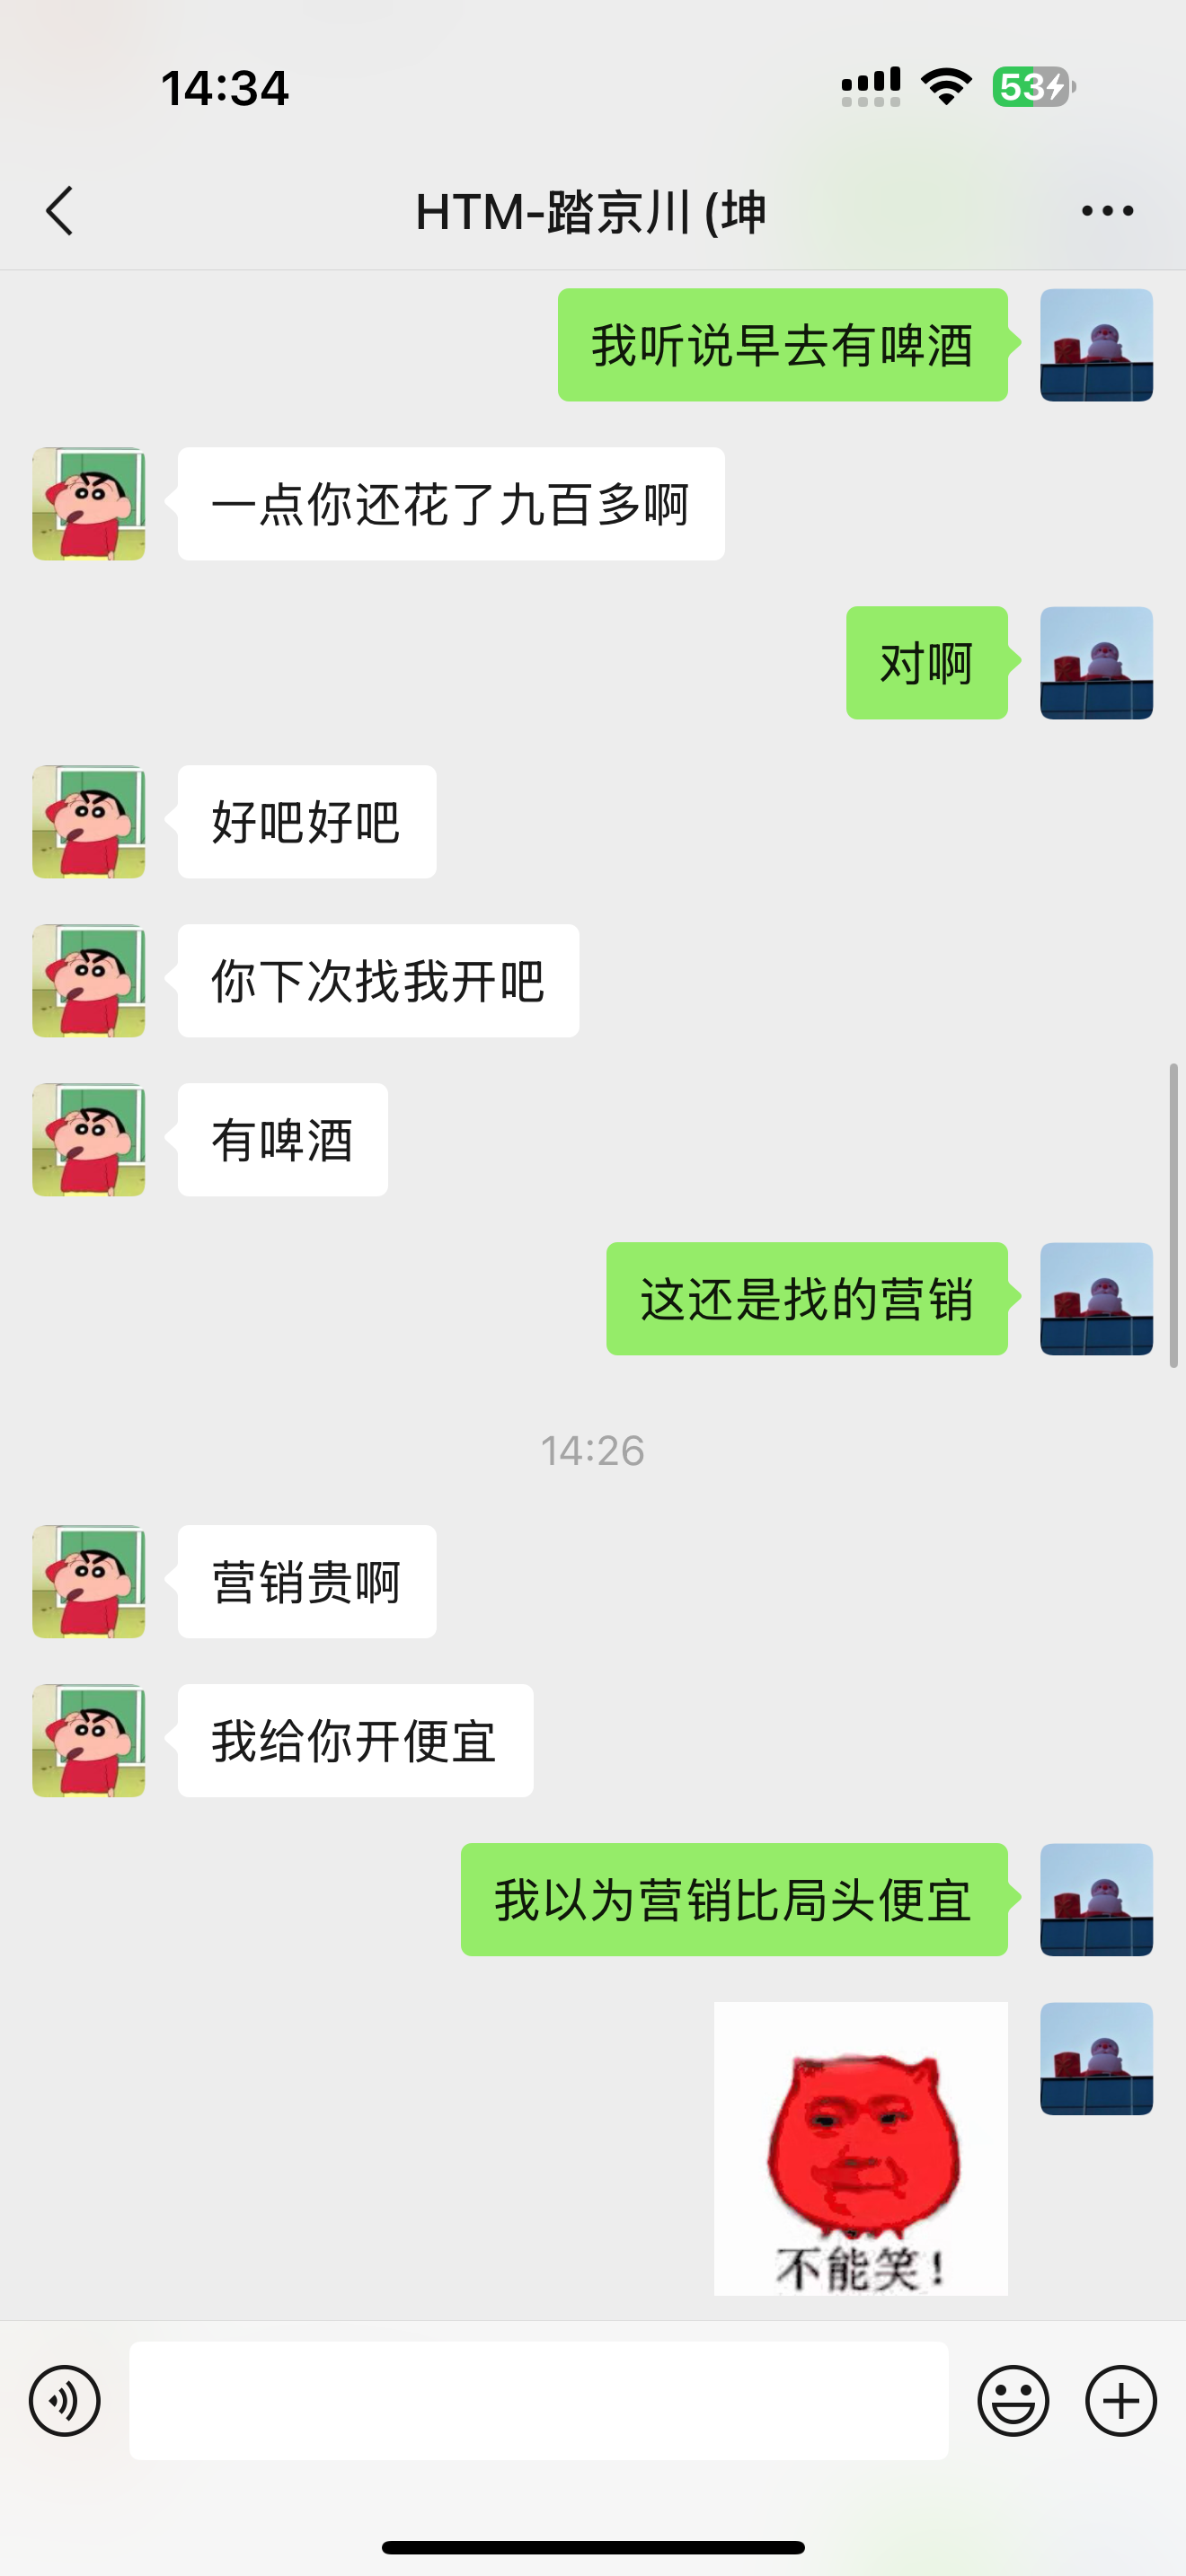 14:34
53
HTM-踏京川 (坤
我听说早去有啤酒
一点你还花了九百多啊
对啊
好吧好吧
你下次找我开吧
有啤酒
这还是找的营销
14:26
营销贵啊
我给你开便宜
我以为营销比局头便宜
不能笑!